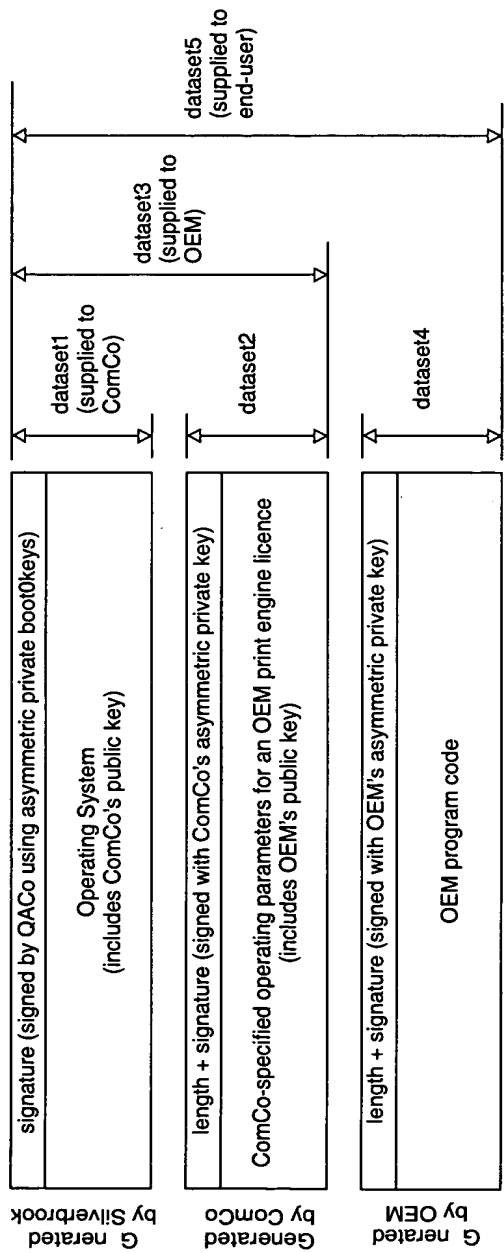 G nerated
by Silverbrook
signature (signed by QACo using asymmetric private boot0keys)
Operating System
(includes ComCo's public key)
dataset1
(supplied to
ComCo)
dataset3
(supplied to
OEM)
dataset5
(supplied to
end-user)
Generated
by ComCo
length + signature (signed with ComCo's asymmetric private key)
ComCo-specified operating parameters for an OEM print engine licence
(includes OEM's public key)
dataset2
G nerated
by OEM
length + signature (signed with OEM's asymmetric private key)
OEM program code
dataset4